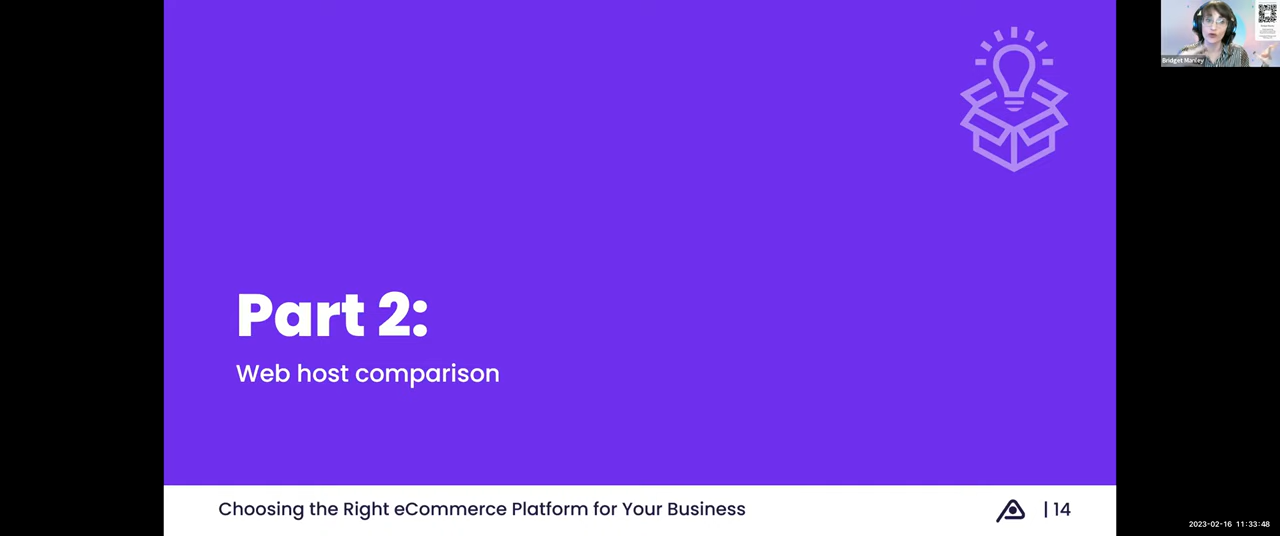 Bridget Manley
Part 2:
Web host comparison
Choosing the Right eCommerce Platform for Your Business
| 14
2023-02-16 11:33:48